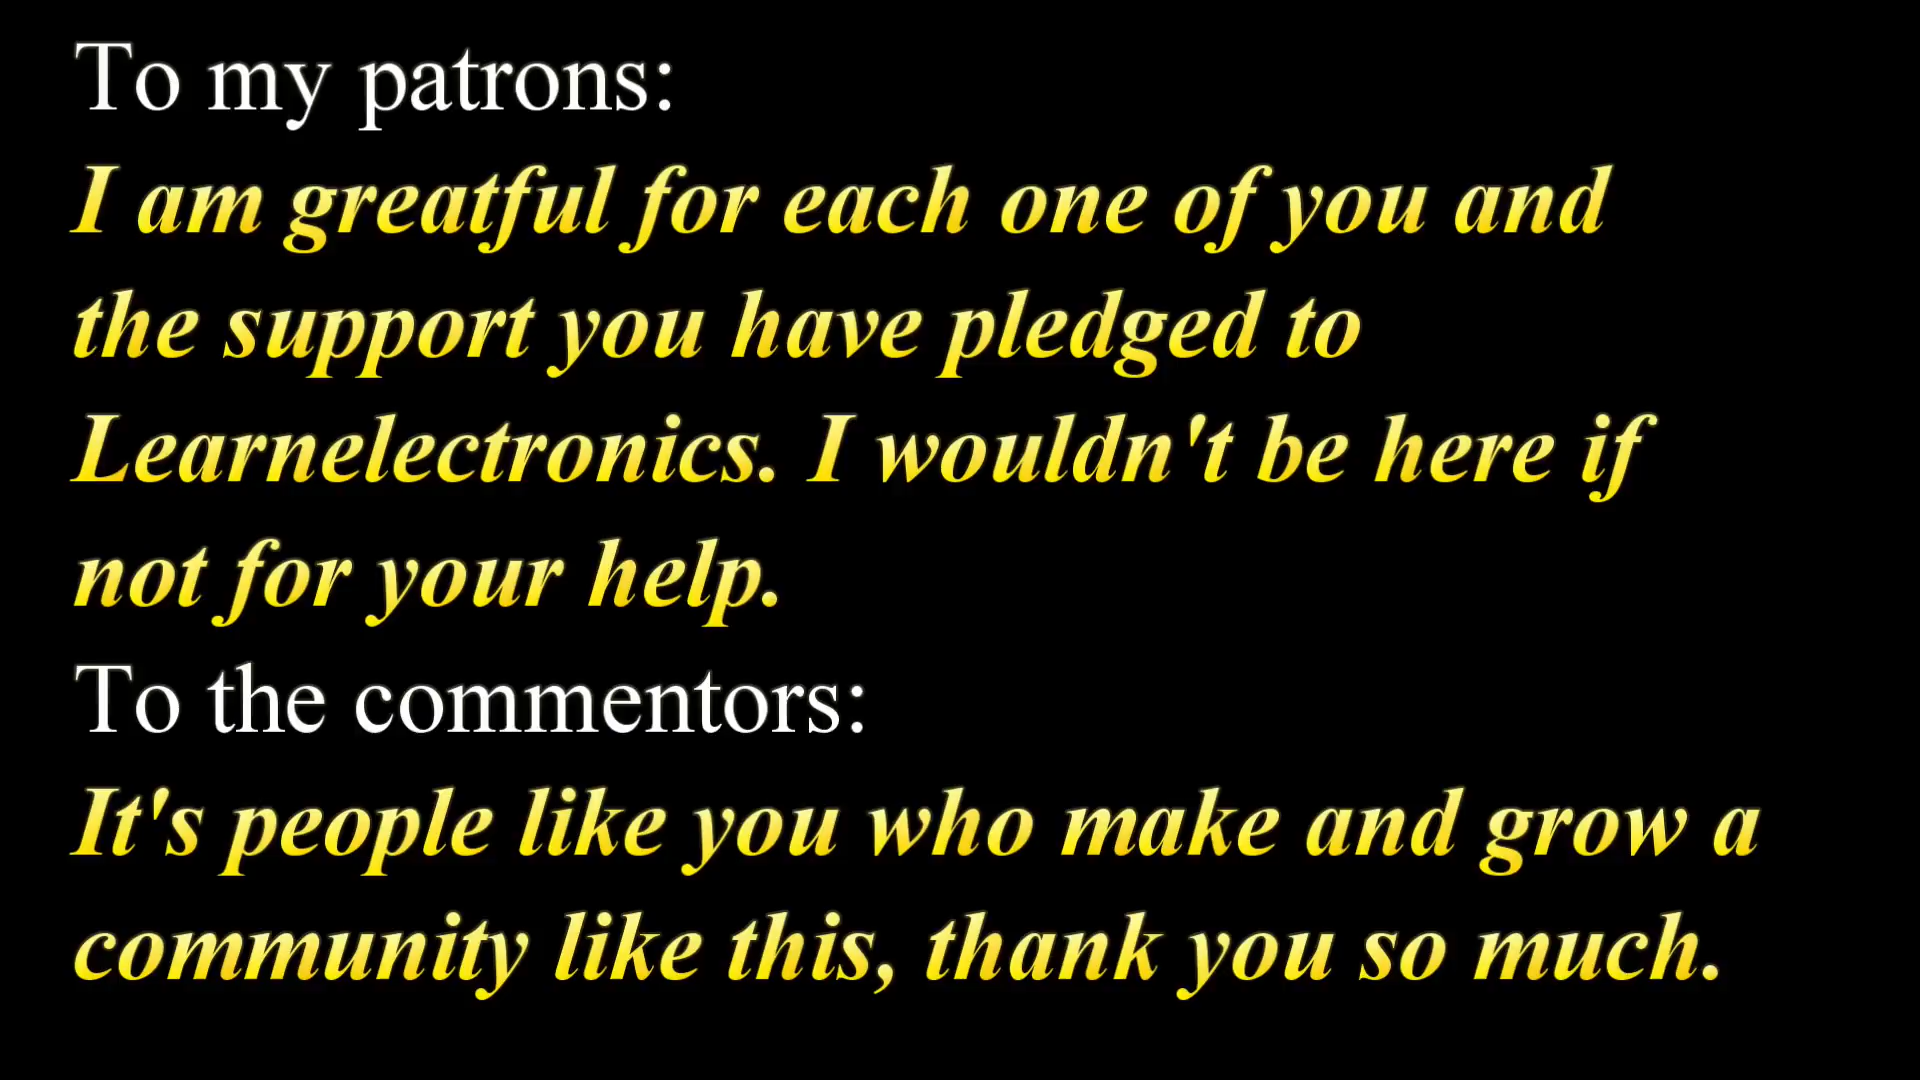 To my patrons:
I am greatful for each one of you and
the support you have pledged to
Learnelectronics. I wouldn't be here if
not for your help.
To the commentors:
It's people like you who make and grow a
community like this, thank you so much.